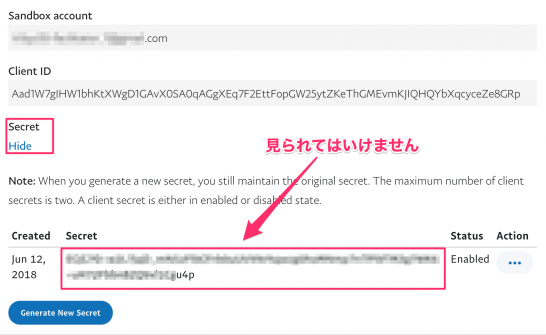 Sandbox account
.com
Client ID
Aad1W7gIHW1bhKtXWgD1GAvX0SA0qAGgXEq7F2EttFopGW25ytZKeThGMEvmKJIQHQYbXqcyceZe8GRp
Secret
Hide
見られてはいけません
Note: When you generate a new secret, you still maintain the original secret. The maximum number of client
secrets is two. A client secret is either in enabled or disabled state.
Created Secret Status Action
Jun 12, Enabled
2018 u4p
Generate New Secret